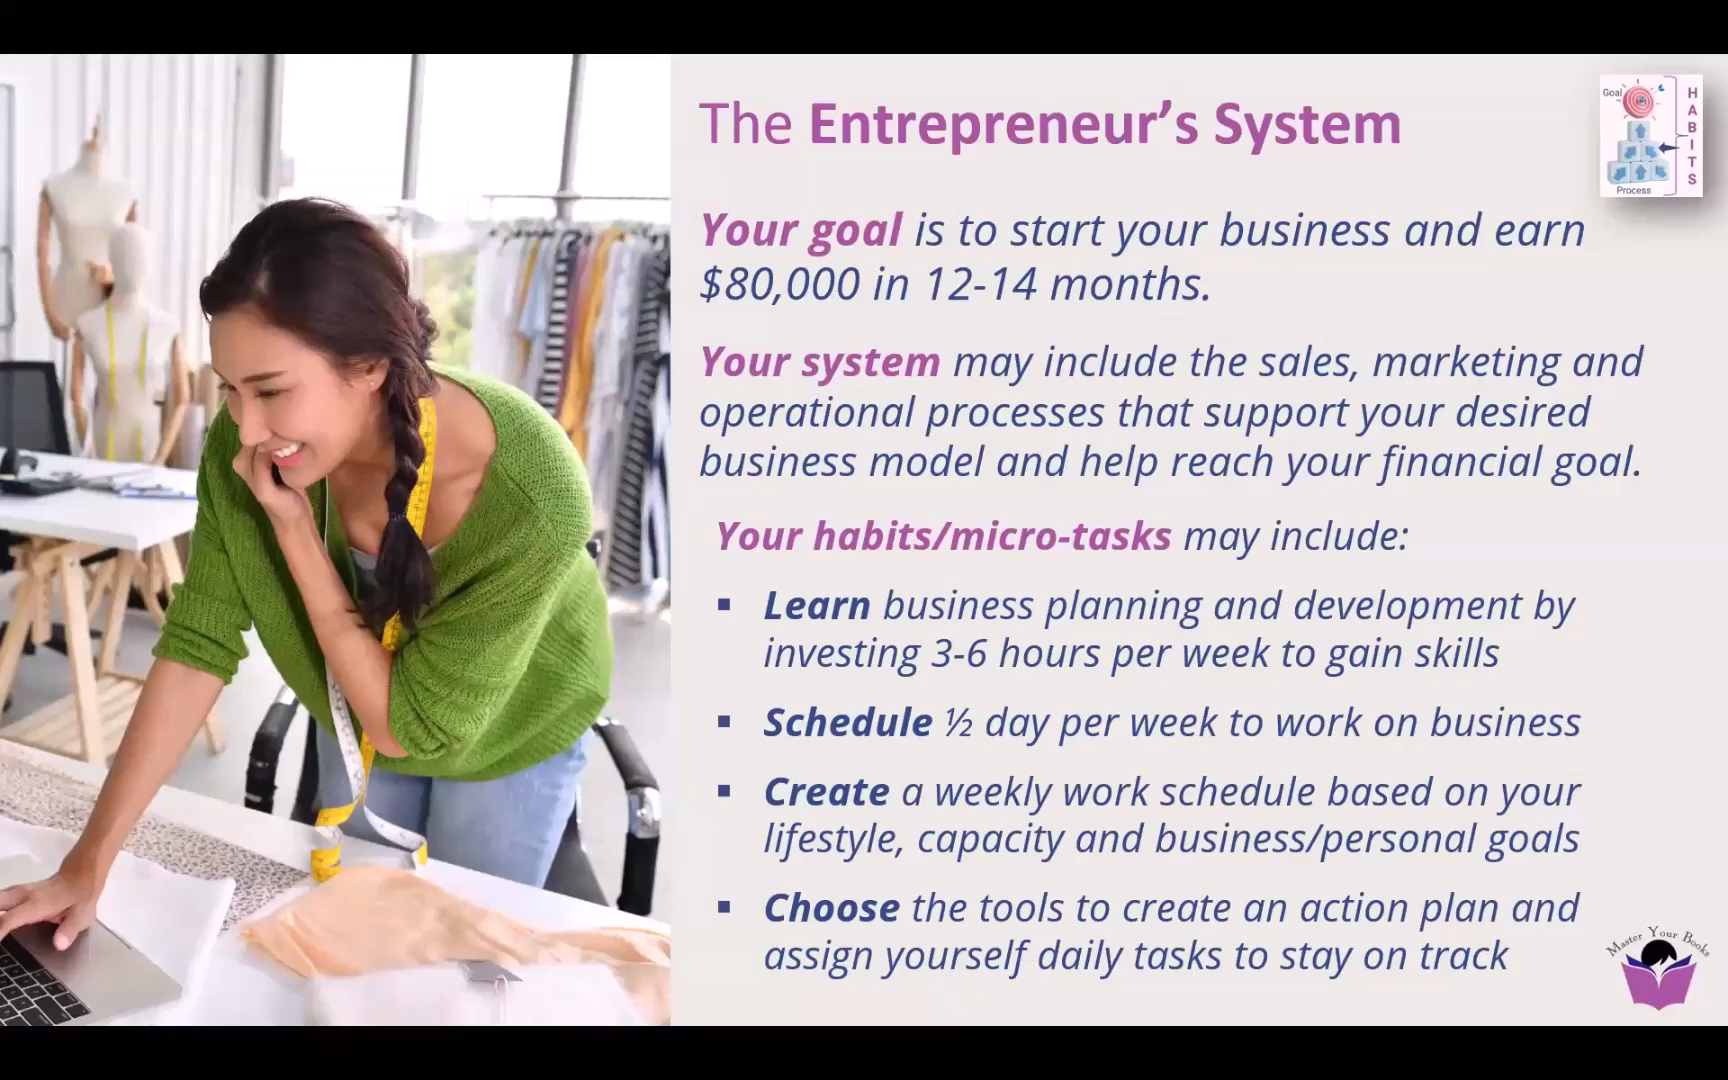 The Entrepreneur’s System
Goal
HABITS
Process
Your goal is to start your business and earn
$80,000 in 12-14 months.
Your system may include the sales, marketing and
operational processes that support your desired
business model and help reach your financial goal.
Your habits/micro-tasks may include:
▪ Learn business planning and development by
investing 3-6 hours per week to gain skills
▪ Schedule ½ day per week to work on business
▪ Create a weekly work schedule based on your
lifestyle, capacity and business/personal goals
▪ Choose the tools to create an action plan and
assign yourself daily tasks to stay on track
Master Your Books